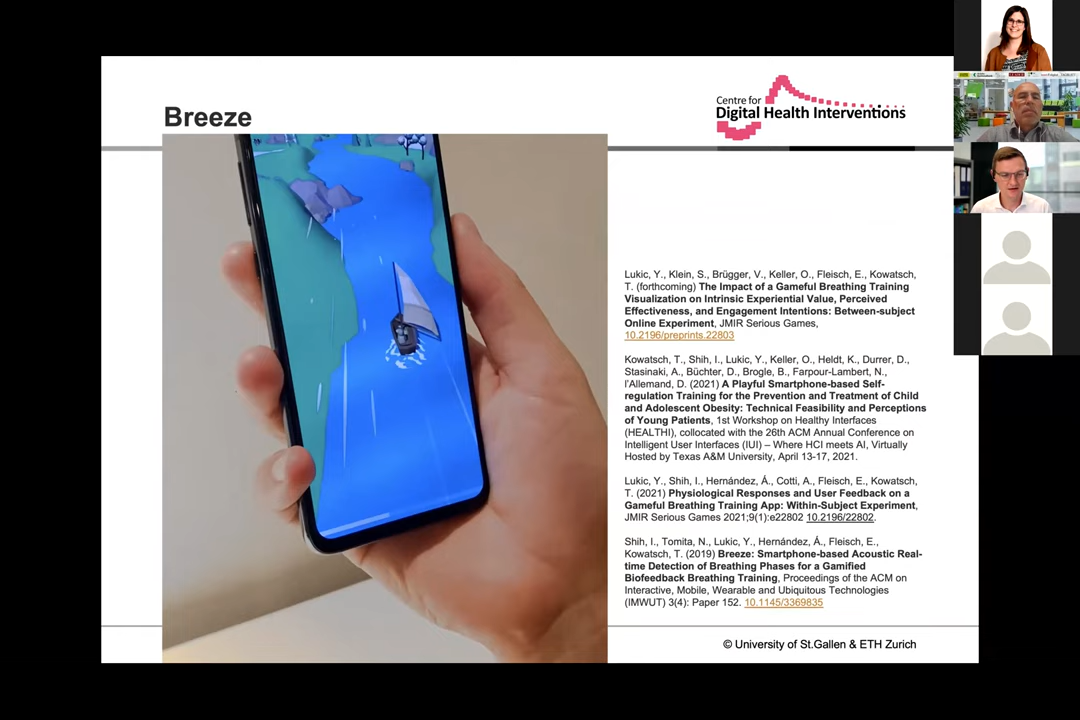 Breeze
Centre for
Digital Health Interventions
Lukic, Y., Klein, S., Brügger, V., Keller, O., Fleisch, E., Kowatsch,
T. (forthcoming) The Impact of a Gameful Breathing Training
Visualization on Intrinsic Experiential Value, Perceived
Effectiveness, and Engagement Intentions: Between-subject
Online Experiment, JMIR Serious Games,
10.2196/preprints.22803
Kowatsch, T., Shih, I., Lukic, Y., Keller, O., Heldt, K., Durrer, D.,
Stasinaki, A., Büchter, D., Brogle, B., Farpour-Lambert, N.,
l'Allemand, D. (2021) A Playful Smartphone-based Self-
regulation Training for the Prevention and Treatment of Child
and Adolescent Obesity: Technical Feasibility and Perceptions
of Young Patients, 1st Workshop on Healthy Interfaces
(HEALTHI), collocated with the 26th ACM Annual Conference on
Intelligent User Interfaces (IUI) – Where HCI meets AI, Virtually
Hosted by Texas A&M University, April 13-17, 2021.
Lukic, Y., Shih, I., Hernández, Á., Cotti, A., Fleisch, E., Kowatsch,
T. (2021) Physiological Responses and User Feedback on a
Gameful Breathing Training App: Within-Subject Experiment,
JMIR Serious Games 2021;9(1):e22802 10.2196/22802.
Shih, I., Tomita, N., Lukic, Y., Hernández, Á., Fleisch, E.,
Kowatsch, T. (2019) Breeze: Smartphone-based Acoustic Real-
time Detection of Breathing Phases for a Gamified
Biofeedback Breathing Training, Proceedings of the ACM on
Interactive, Mobile, Wearable and Ubiquitous Technologies
(IMWUT) 3(4): Paper 152. 10.1145/3369835
© University of St.Gallen & ETH Zurich